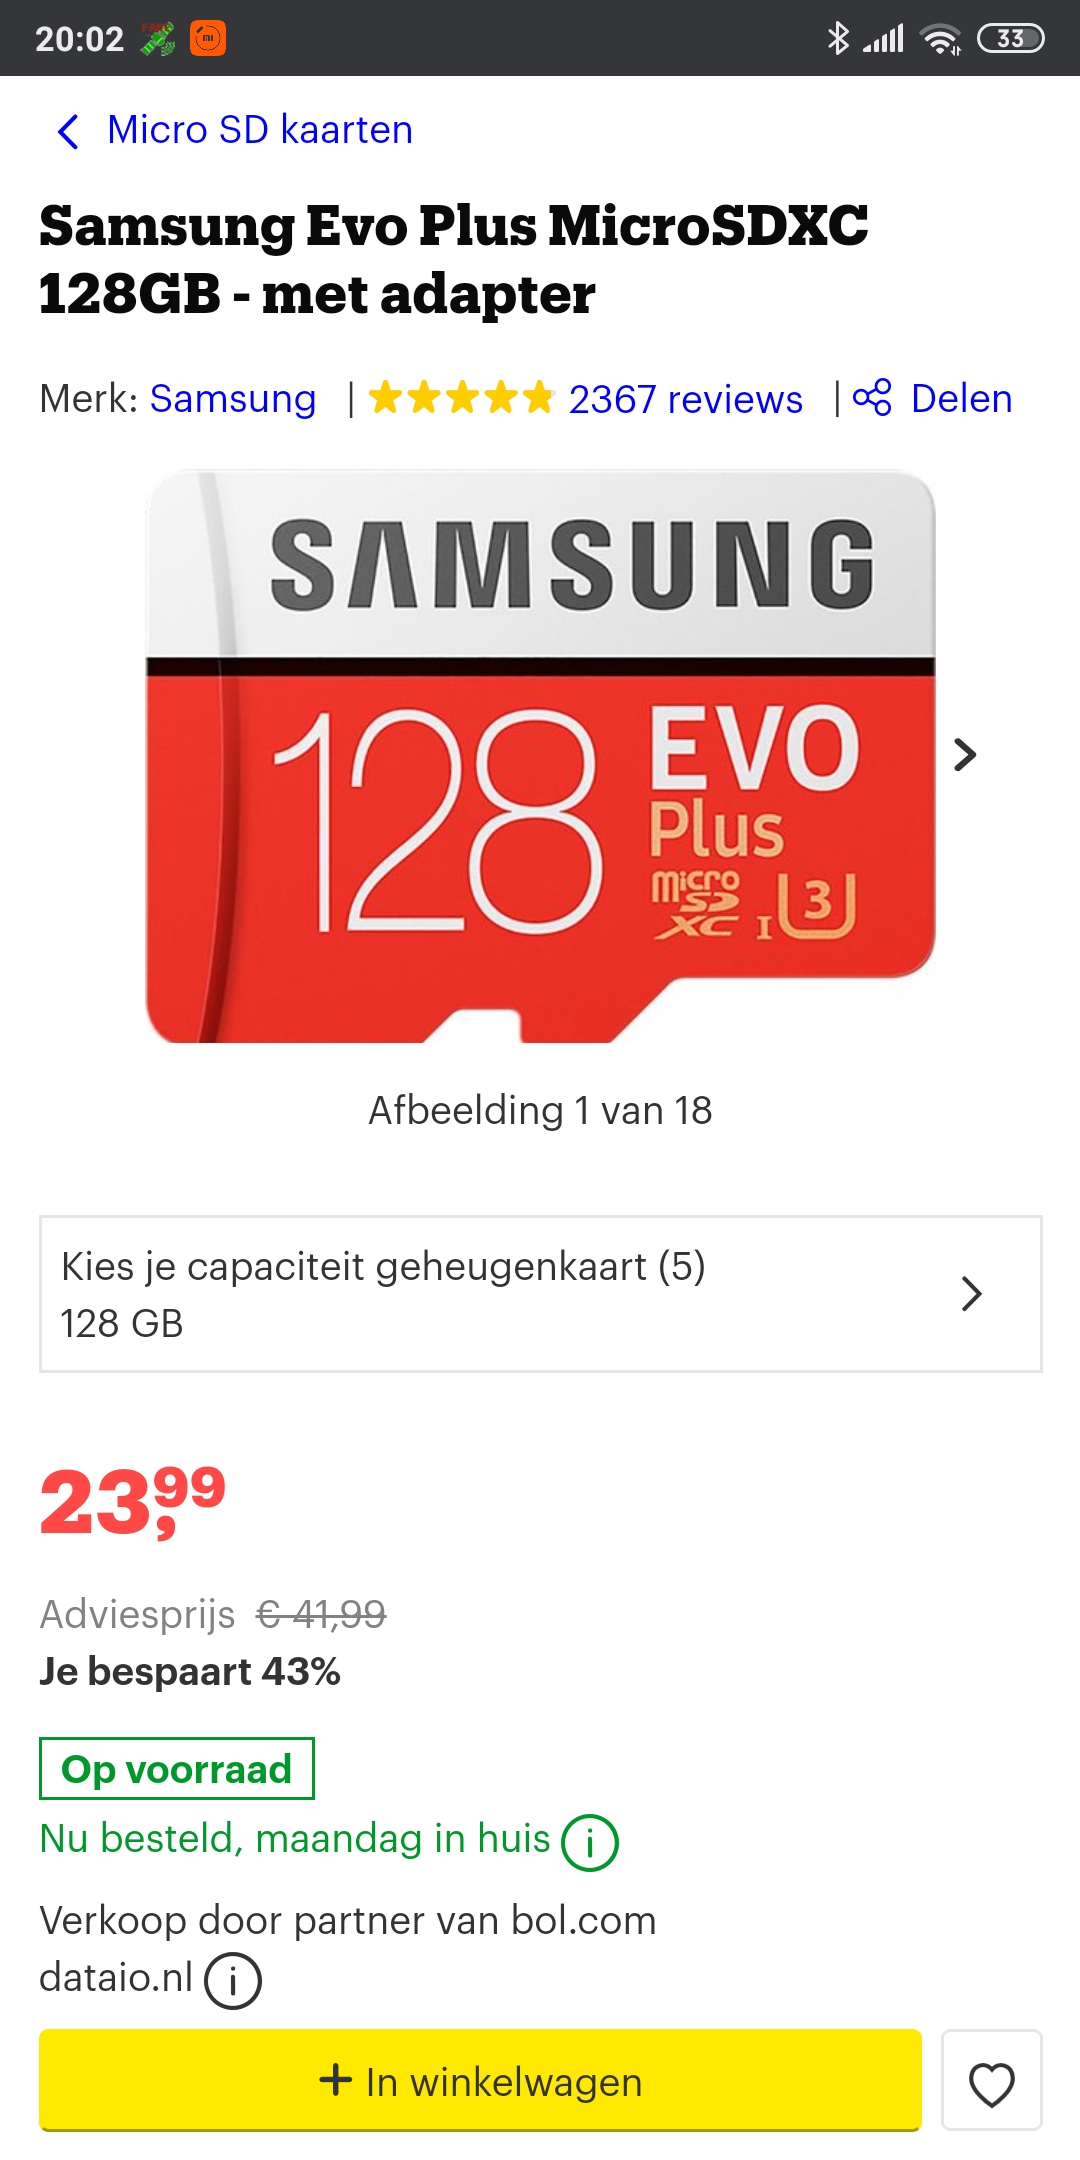 20:02
33
Micro SD kaarten
Samsung Evo Plus MicroSDXC
128GB - met adapter
Merk: Samsung | 2367 reviews | Delen
SAMSUNG
128 EVO
Plus
micro
SD
XC I U3
Afbeelding 1 van 18
Kies je capaciteit geheugenkaart (5)
128 GB
23,99
Adviesprijs € 41,99
Je bespaart 43%
Op voorraad
Nu besteld, maandag in huis i
Verkoop door partner van bol.com
dataio.nl i
+ In winkelwagen